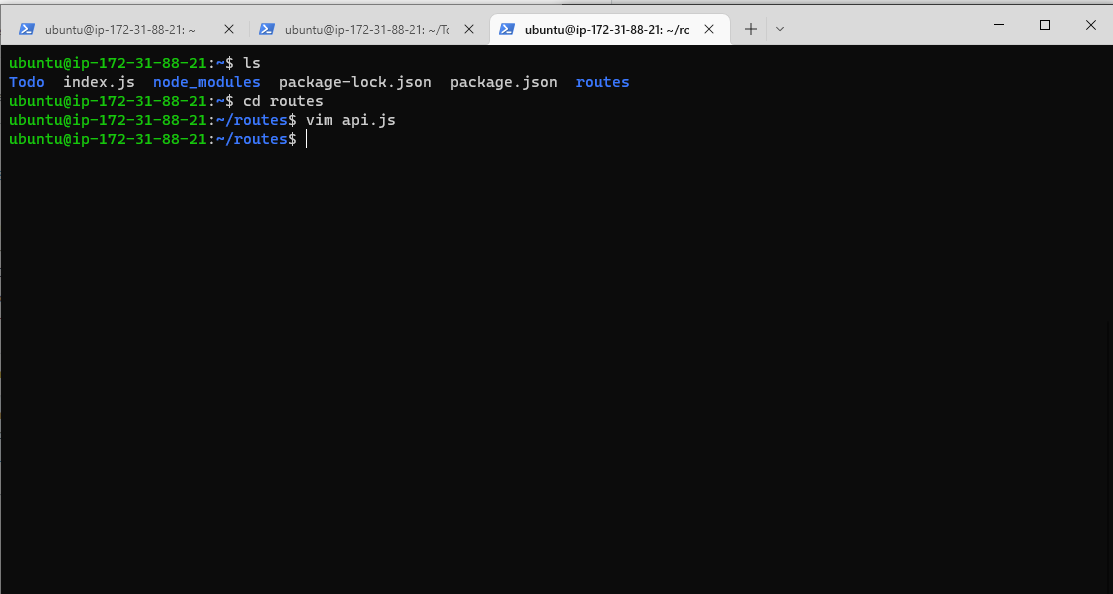 ubuntu@ip-172-31-88-21: ~ ubuntu@ip-172-31-88-21: ~/To ubuntu@ip-172-31-88-21: ~/rc
ubuntu@ip-172-31-88-21:~$ ls
Todo index.js node_modules package-lock.json package.json routes
ubuntu@ip-172-31-88-21:~$ cd routes
ubuntu@ip-172-31-88-21:~/routes$ vim api.js
ubuntu@ip-172-31-88-21:~/routes$